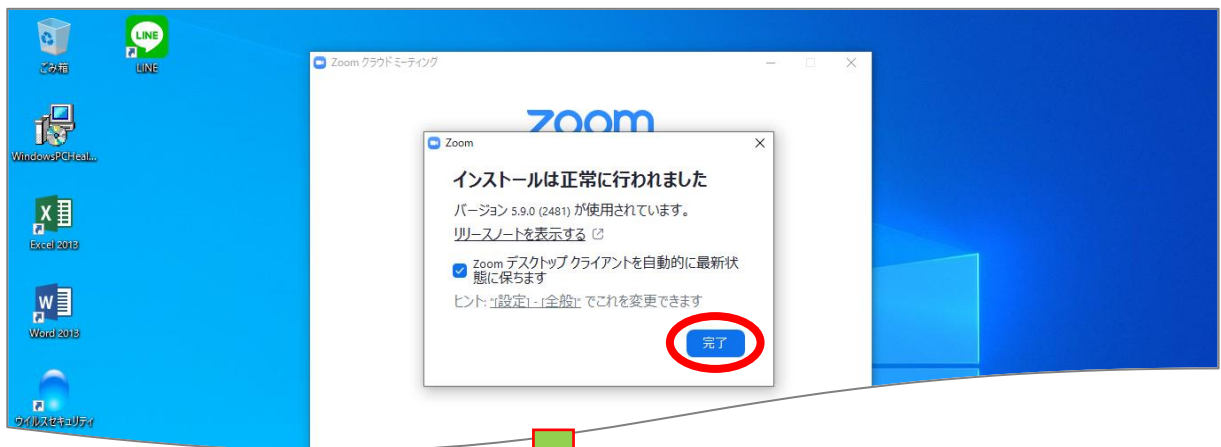 ごみ箱
LINE
LINE
WindowsPCHeal...
Excel 2013
Word 2013
ウイルスセキュリティ
Zoom クラウド ミーティング
zoom
Zoom
インストールは正常に行われました
バージョン 5.9.0 (2481) が使用されています。
リリースノートを表示する
Zoom デスクトップ クライアントを自動的に最新状
態に保ちます
ヒント: "[設定] - [全般]" でこれを変更できます
完了